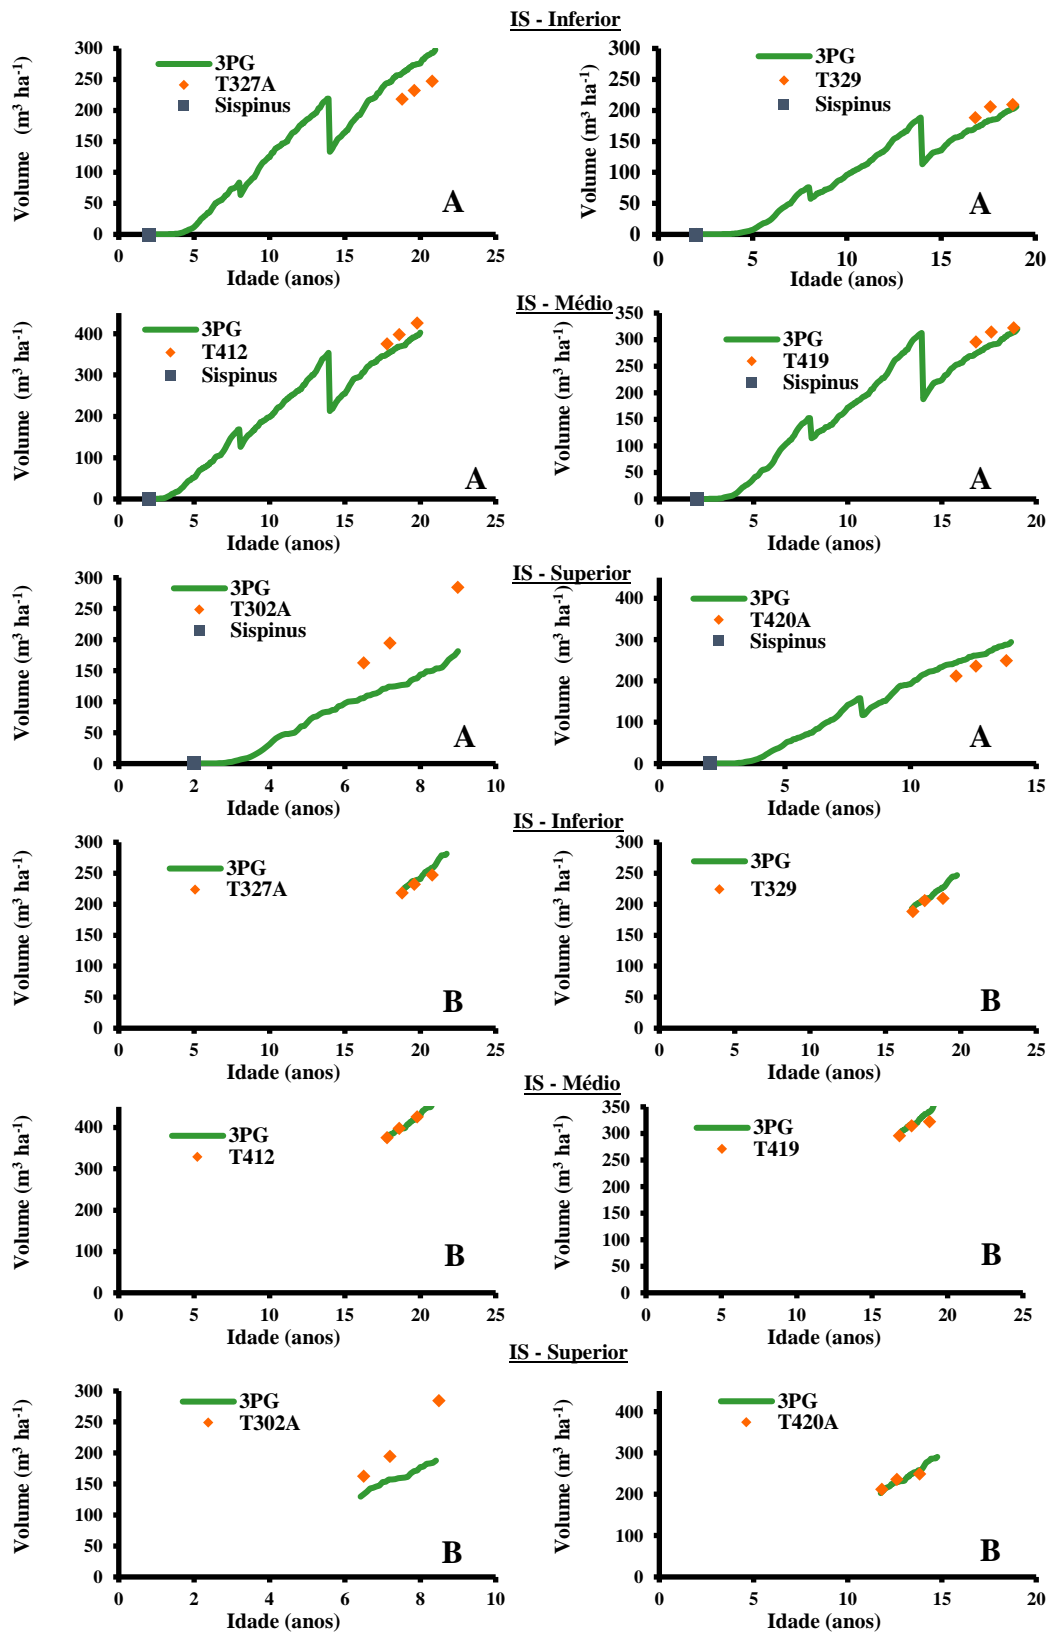 IS - Inferior
Volume (m³ ha⁻¹)
300
250
200
150
100
50
0
3PG
T327A
Sispinus
A
0 5 10 15 20 25
Idade (anos)
Volume (m³ ha⁻¹)
300
250
200
150
100
50
0
3PG
T329
Sispinus
A
0 5 10 15 20
Idade (anos)
IS - Médio
Volume (m³ ha⁻¹)
400
300
200
100
0
3PG
T412
Sispinus
A
0 5 10 15 20 25
Idade (anos)
Volume (m³ ha⁻¹)
350
300
250
200
150
100
50
0
3PG
T419
Sispinus
A
0 5 10 15 20
Idade (anos)
IS - Superior
Volume (m³ ha⁻¹)
300
250
200
150
100
50
0
3PG
T302A
Sispinus
A
0 2 4 6 8 10
Idade (anos)
Volume (m³ ha⁻¹)
400
300
200
100
0
3PG
T420A
Sispinus
A
0 5 10 15
Idade (anos)
IS - Inferior
Volume (m³ ha⁻¹)
300
250
200
150
100
50
0
3PG
T327A
B
0 5 10 15 20 25
Idade (anos)
Volume (m³ ha⁻¹)
300
250
200
150
100
50
0
3PG
T329
B
0 5 10 15 20 25
Idade (anos)
IS - Médio
Volume (m³ ha⁻¹)
400
300
200
100
0
3PG
T412
B
0 5 10 15 20 25
Idade (anos)
Volume (m³ ha⁻¹)
350
300
250
200
150
100
50
0
3PG
T419
B
0 5 10 15 20 25
Idade (anos)
IS - Superior
Volume (m³ ha⁻¹)
300
250
200
150
100
50
0
3PG
T302A
B
0 2 4 6 8 10
Idade (anos)
Volume (m³ ha⁻¹)
400
300
200
100
0
3PG
T420A
B
0 5 10 15 20
Idade (anos)